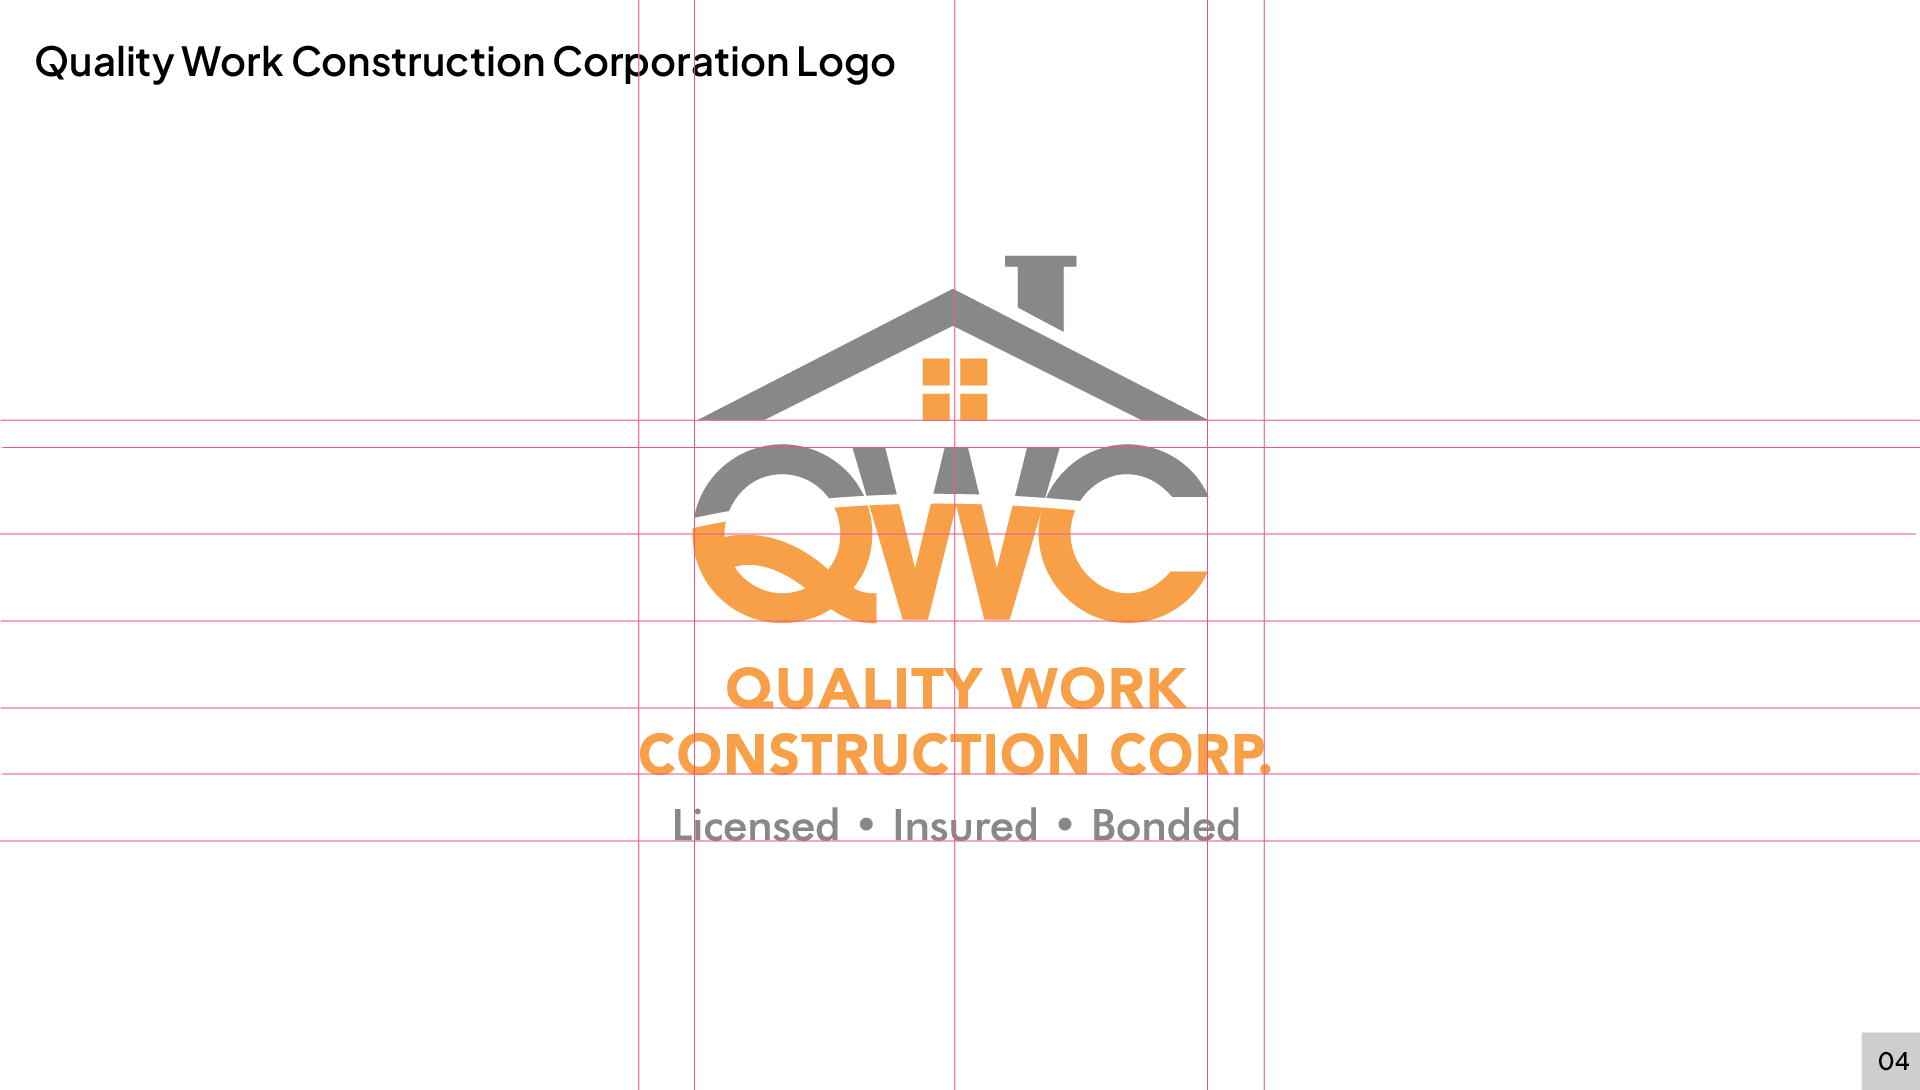 Quality Work Construction Corporation Logo
QWC
QUALITY WORK
CONSTRUCTION CORP.
Licensed • Insured • Bonded
04